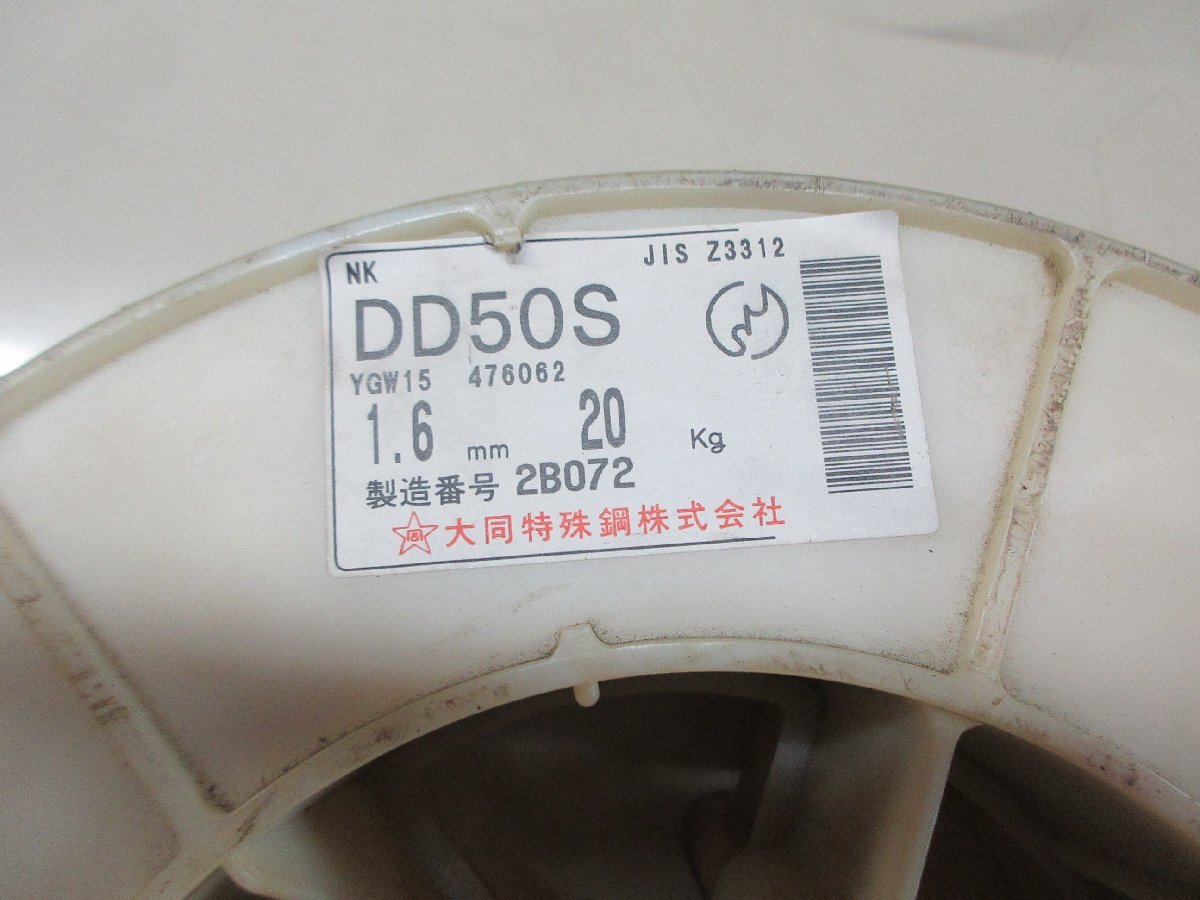 NK JIS Z3312
DD50S
YGW15 476062
1.6 mm 20 Kg
製造番号 2B072
大同特殊鋼株式会社